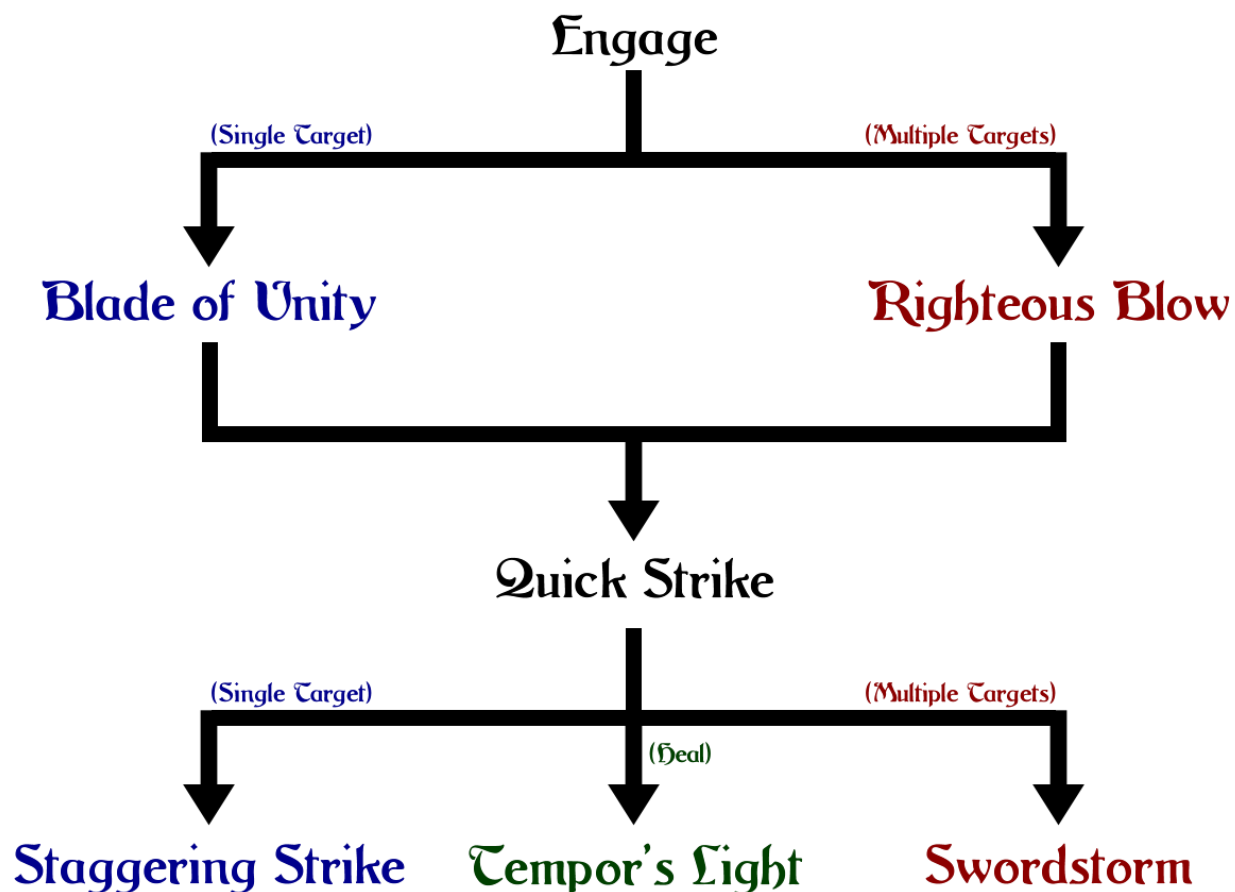 Engage
(Single Target)
(Multiple Targets)
Blade of Unity
Righteous Blow
Quick Strike
(Single Target)
(Multiple Targets)
(Heal)
Staggering Strike
Tempor's Light
Swordstorm